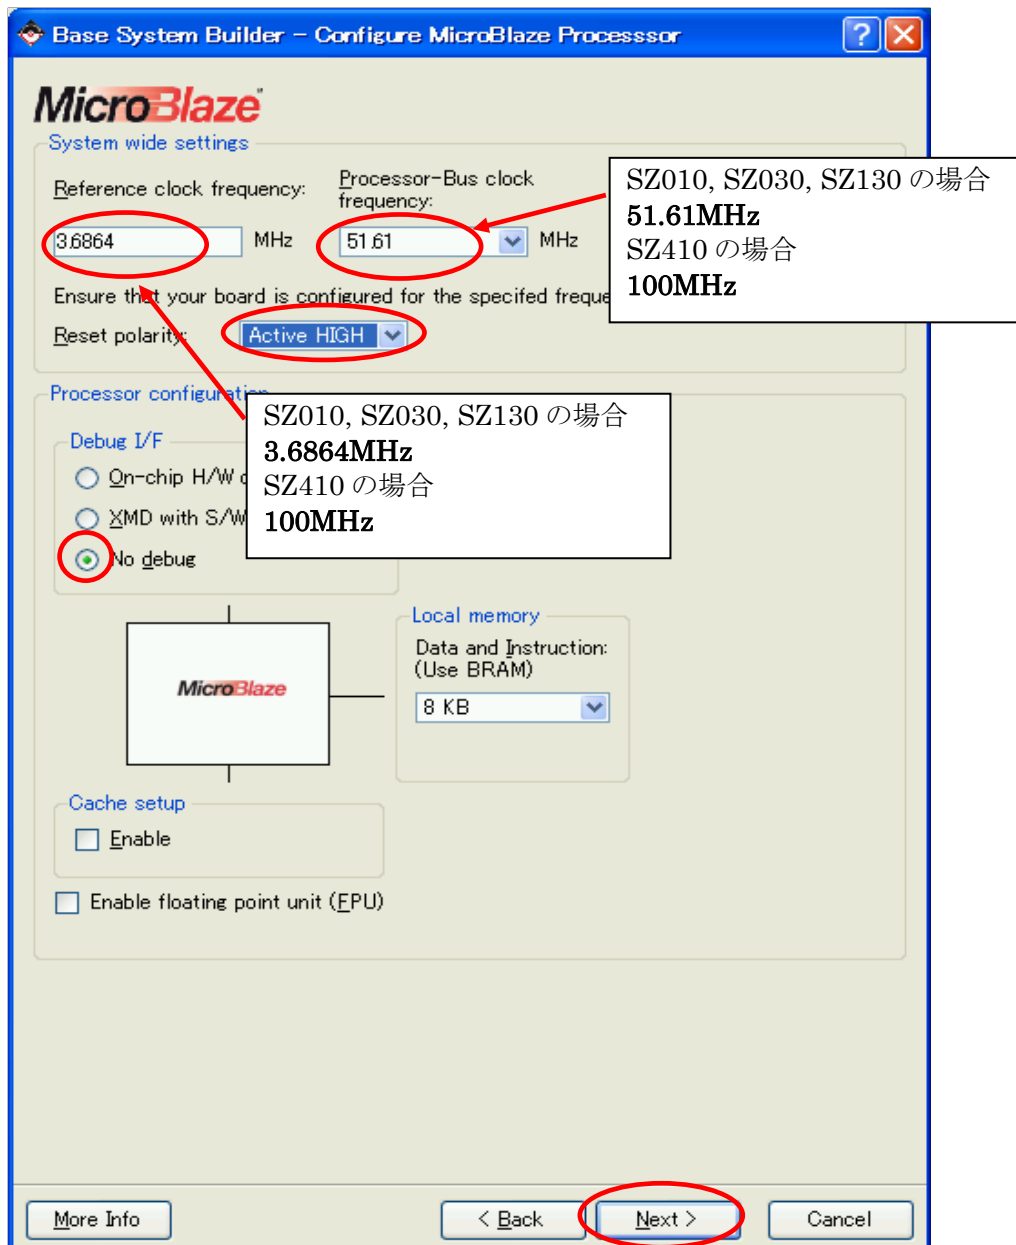 Base System Builder - Configure MicroBlaze Processsor
MicroBlaze
System wide settings
Reference clock frequency:
Processor-Bus clock
frequency:
3.6864 MHz
51.61 MHz
SZ010, SZ030, SZ130 の場合
51.61MHz
SZ410 の場合
100MHz
Ensure that your board is configured for the specifed freque
Reset polarity: Active HIGH
Processor configuration
SZ010, SZ030, SZ130 の場合
3.6864MHz
SZ410 の場合
100MHz
Debug I/F
On-chip H/W
XMD with S/W
No debug
Local memory
Data and Instruction:
(Use BRAM)
8 KB
MicroBlaze
Cache setup
Enable
Enable floating point unit (FPU)
More Info
< Back
Next >
Cancel